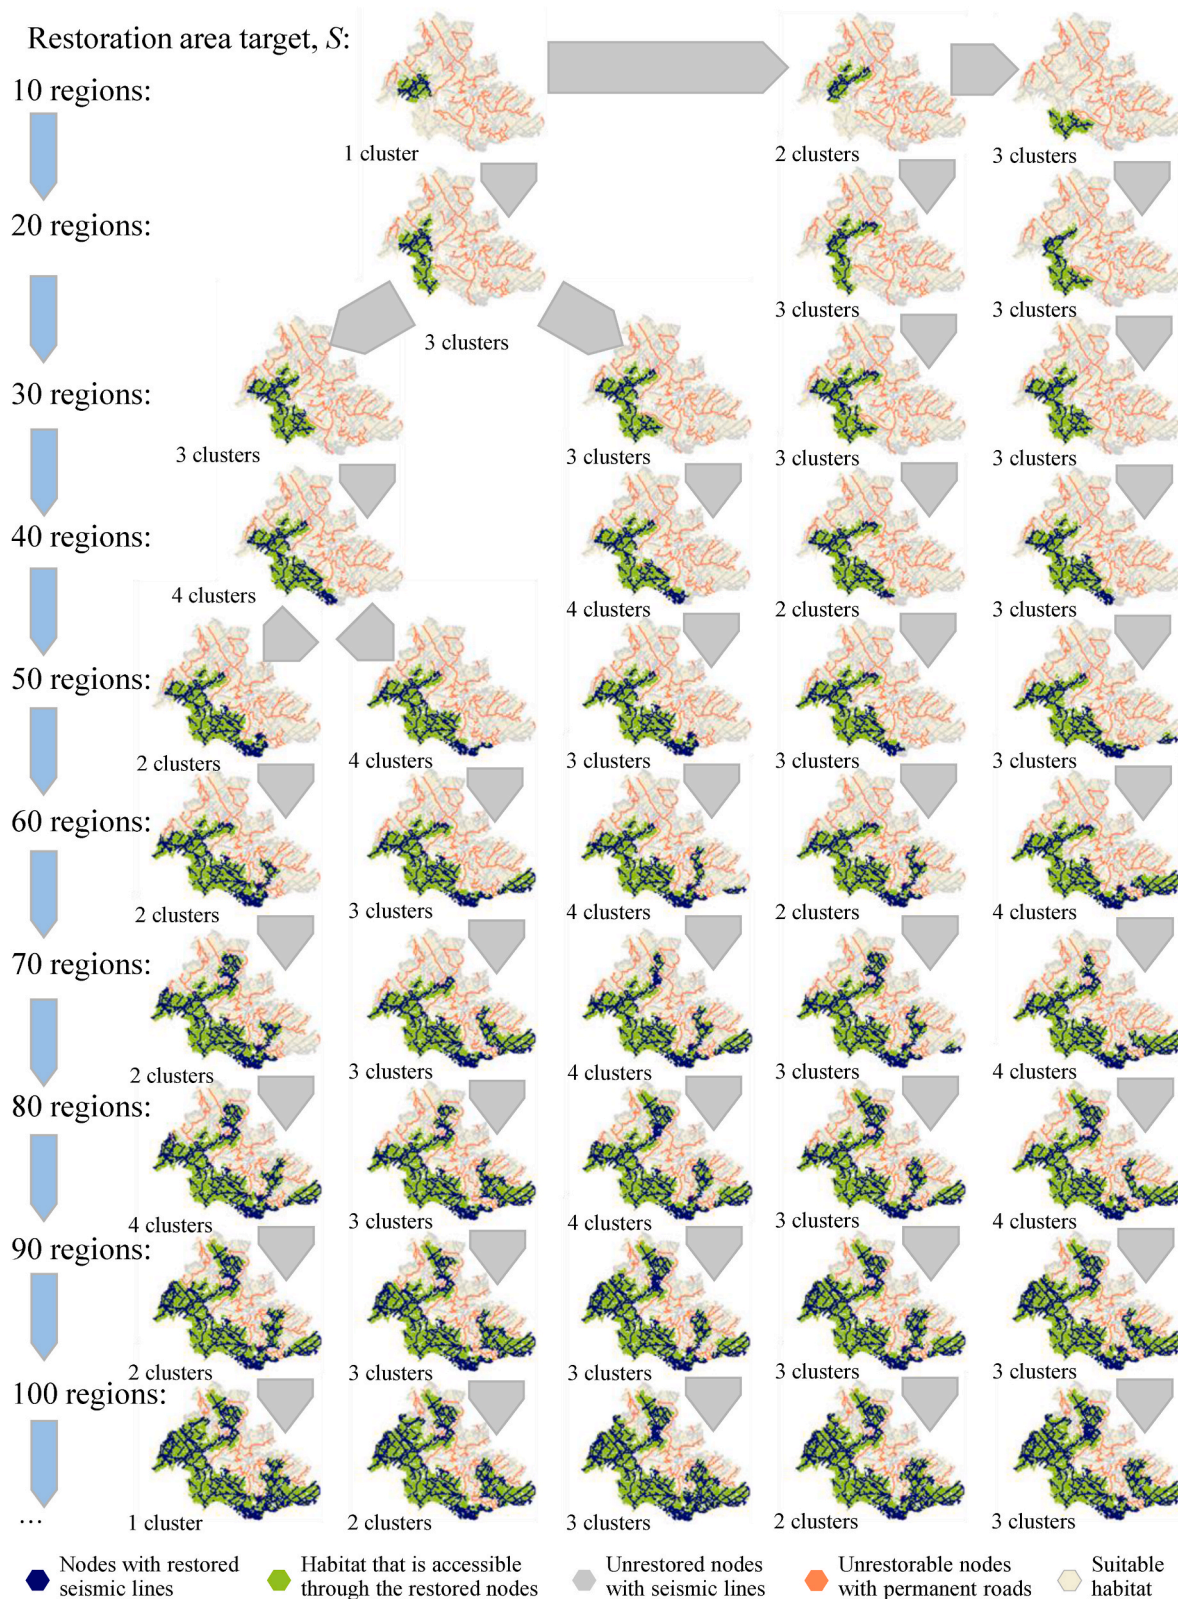 Restoration area target, S:
10 regions:
1 cluster
2 clusters
3 clusters
20 regions:
3 clusters
3 clusters
3 clusters
30 regions:
3 clusters
3 clusters
3 clusters
3 clusters
40 regions:
4 clusters
4 clusters
2 clusters
3 clusters
50 regions:
2 clusters
4 clusters
3 clusters
3 clusters
3 clusters
60 regions:
2 clusters
3 clusters
4 clusters
2 clusters
4 clusters
70 regions:
2 clusters
3 clusters
4 clusters
3 clusters
4 clusters
80 regions:
4 clusters
3 clusters
4 clusters
3 clusters
4 clusters
90 regions:
2 clusters
3 clusters
3 clusters
3 clusters
3 clusters
100 regions:
1 cluster
2 clusters
3 clusters
2 clusters
3 clusters
...
Nodes with restored
seismic lines
Habitat that is accessible
through the restored nodes
Unrestored nodes
with seismic lines
Unrestorable nodes
with permanent roads
Suitable
habitat